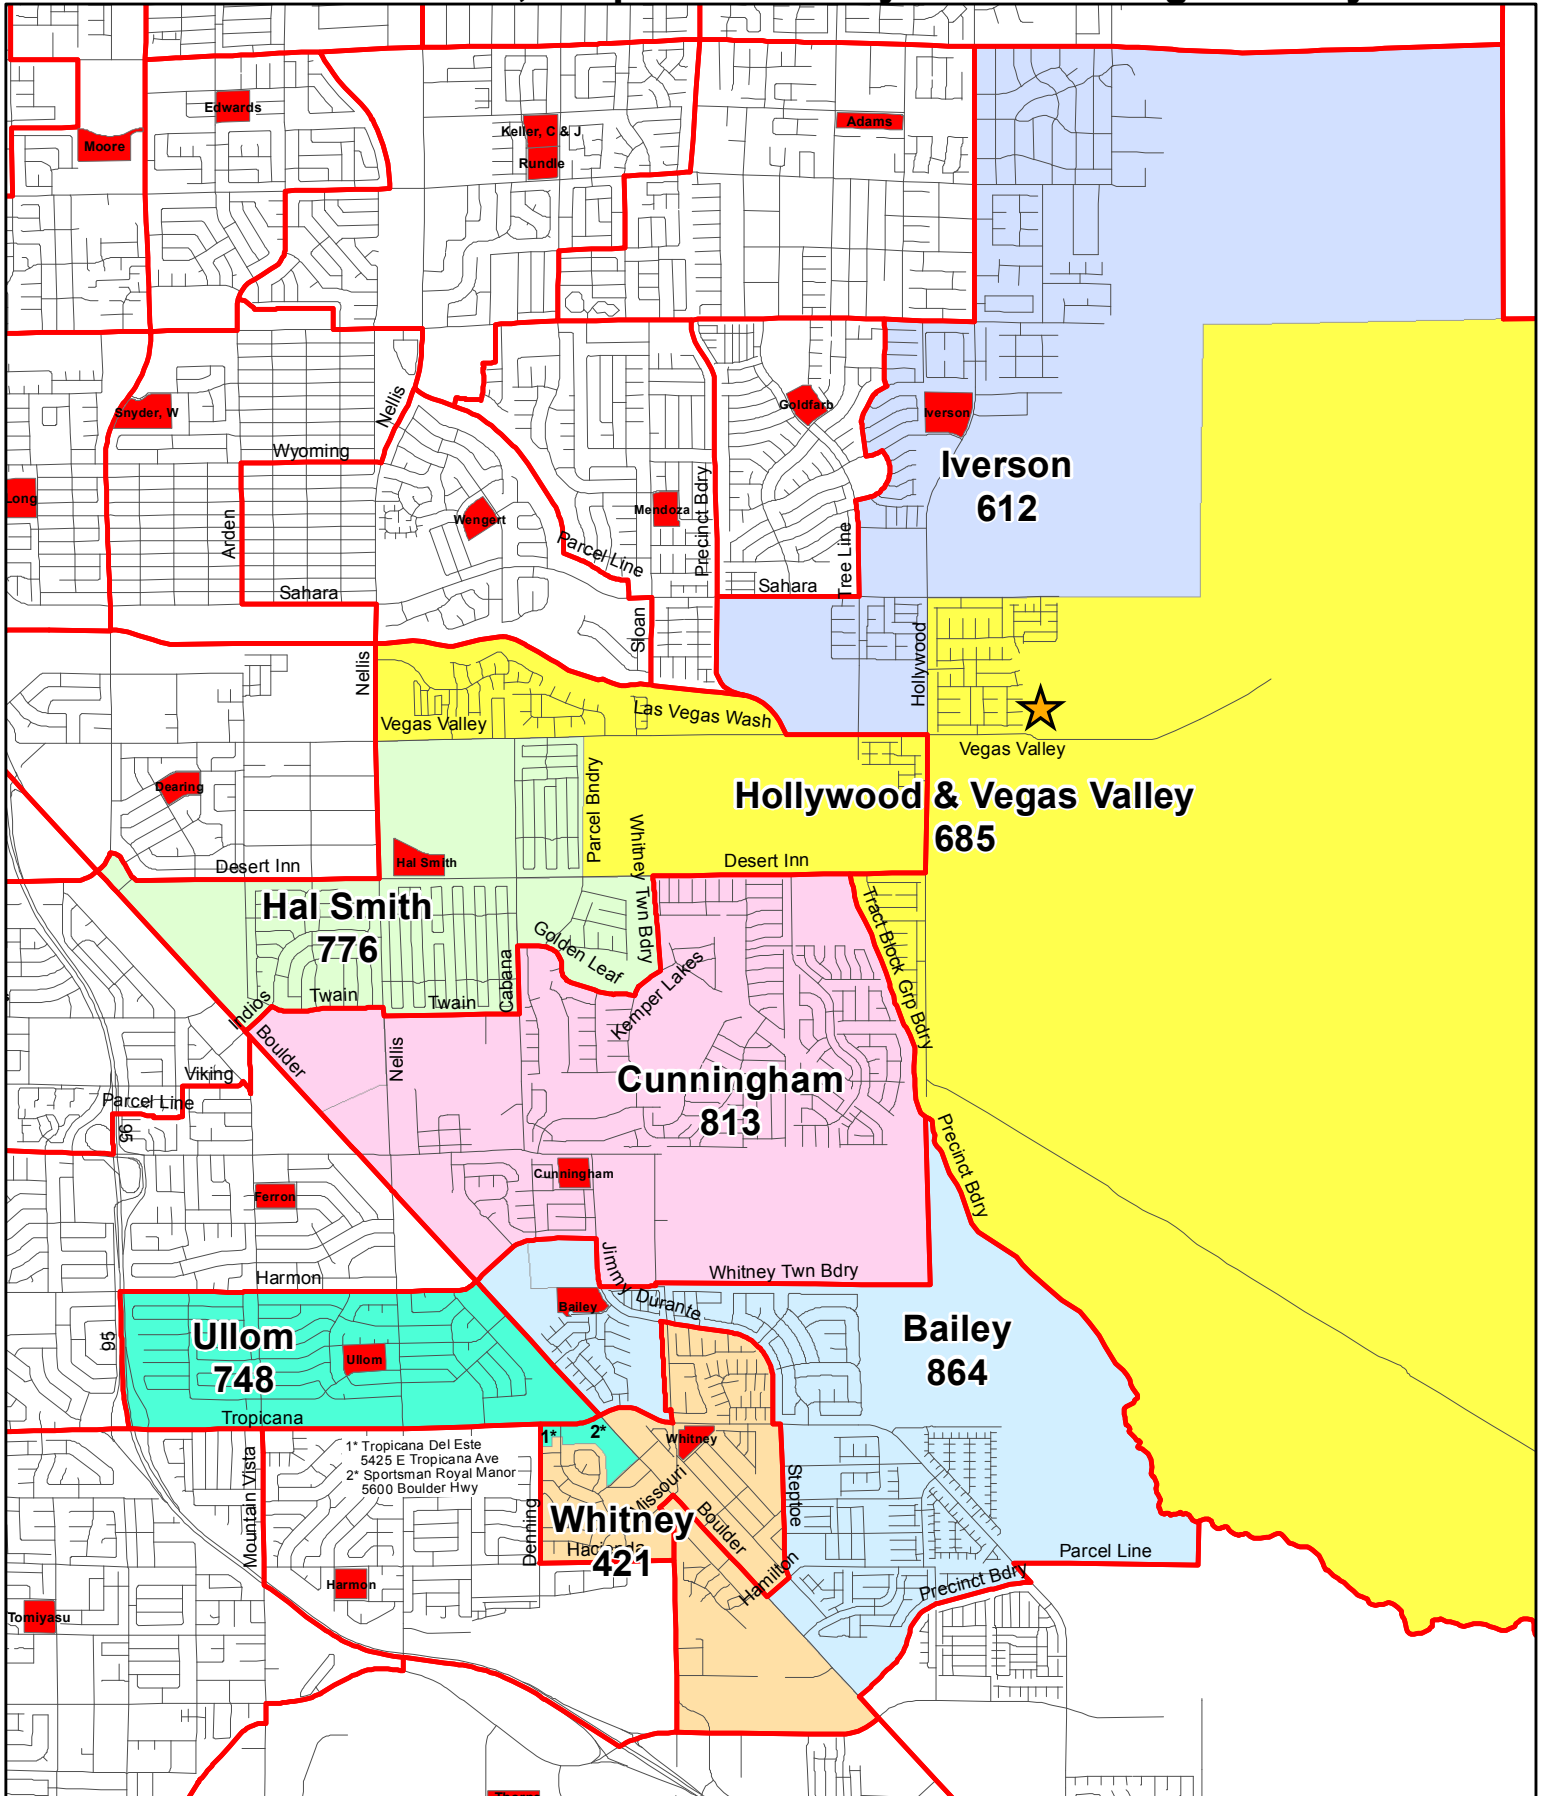 Edwards
Moore
Keller, C & J
Rundle
Adams
Snyder, W
Nellis
Goldfarb
Iverson
Wyoming
Iverson
612
Long
Arden
Wengert
Mendoza
Precinct Bdry
Parcel Line
Tree Line
Sahara
Sahara
Sloan
Hollywood
Nellis
Vegas Valley
Las Vegas Wash
Vegas Valley
Dearing
Parcel Bndry
Hollywood & Vegas Valley
685
Whitney Twn Bdry
Desert Inn
Hal Smith
Desert Inn
Hal Smith
776
Tract Block Grp Bdry
Golden Leaf
Cabana
Kemper Lakes
Indios
Twain
Twain
Boulder
Nellis
Viking
Cunningham
813
Parcel Line
95
Precinct Bdry
Cunningham
Ferron
Harmon
Whitney Twn Bdry
Jimmy Durante
Bailey
Bailey
864
95
Ullom
748
Ullom
Tropicana
1*
2*
Whitney
1* Tropicana Del Este
5425 E Tropicana Ave
2* Sportsman Royal Manor
5600 Boulder Hwy
Mountain Vista
Missouri
Steptoe
Denning
Whitney
421
Boulder
Hacienda
Hamilton
Parcel Line
Precinct Bdry
Harmon
Tomiyasu